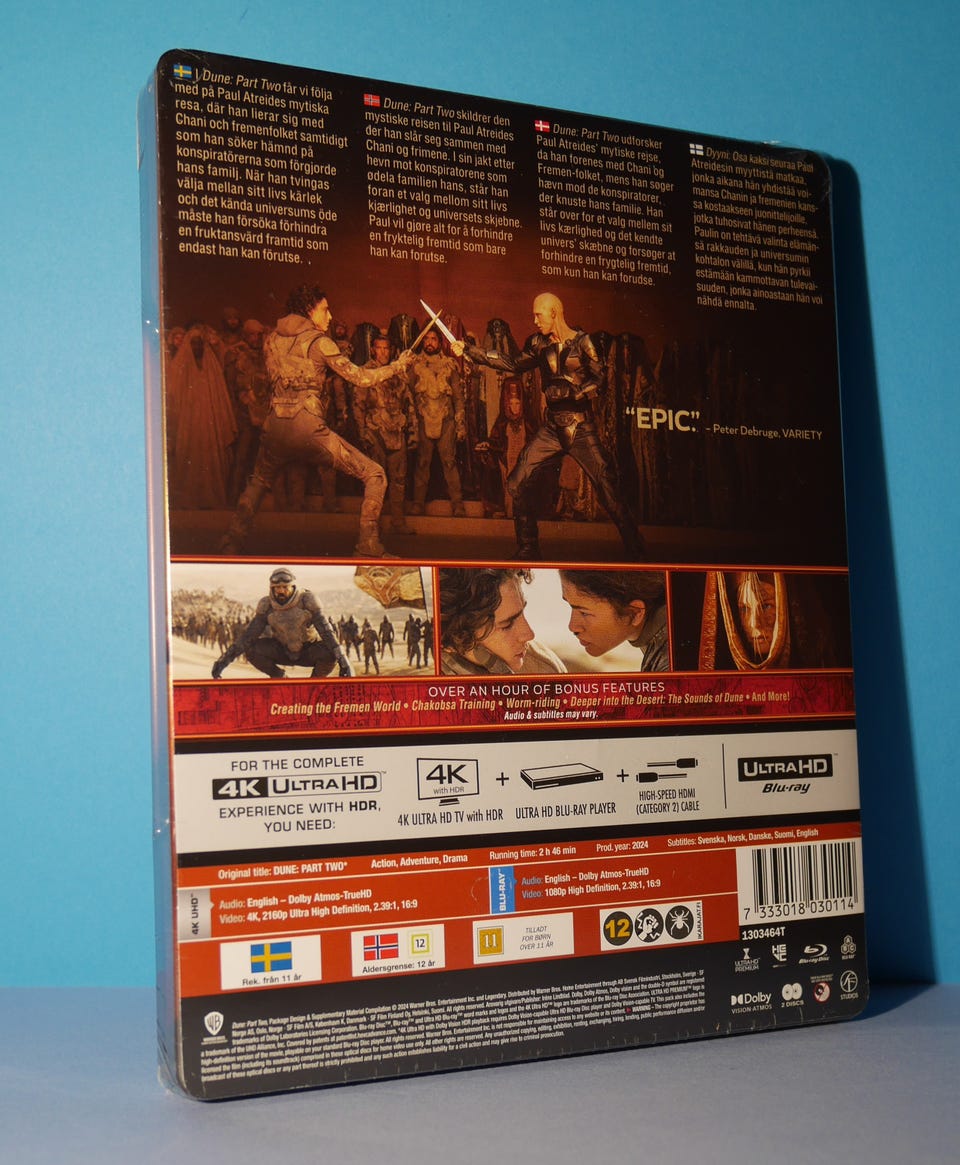 Dune: Part Two får vi följa
med på Paul Atreides mytiska
resa, där han lierar sig med
Chani och fremenfolket samtidigt
som han söker hämnd på
konspiratörerna som förgjorde
hans familj. När han tvingas
välja mellan sitt livs kärlek
och det kända universums öde
måste han försöka förhindra
en fruktansvärd framtid som
endast han kan förutse.
Dune: Part Two skildrer den
mystiske reisen til Paul Atreides
der han slår seg sammen med
Chani og frimene. I sin jakt etter
hevn mot konspiratorene som
ødela familien hans, står han
foran et valg mellom sitt livs
kjærlighet og universets skjebne.
Paul vil gjøre alt for å forhindre
en fryktelig fremtid som bare
han kan forutse.
Dune: Part Two udforsker
Paul Atreides' mytiske rejse,
da han forenes med Chani og
Fremen-folket, mens han søger
hævn mod de konspiratorer,
der knuste hans familie. Han
står over for et valg mellem sit
livs kærlighed og det kendte
univers' skæbne og forsøger at
forhindre en frygtelig fremtid,
som kun han kan forudse.
Dyyni: Osa kaksi seuraa Paul
Atreidesin myyttistä matkaa,
jonka aikana hän yhdistää voi-
mansa Chanin ja fremenien kans-
sa kostaakseen juonittelijoille,
jotka tuhosivat hänen perheensä.
Paulin on tehtävä valinta elämän-
sä rakkauden ja universumin
kohtalon välillä, kun hän pyrkii
estämään kammottavan tulevai-
suuden, jonka ainoastaan hän voi
nähdä ennalta.
“EPIC”. – Peter Debruge, VARIETY
OVER AN HOUR OF BONUS FEATURES
Creating the Fremen World • Chakobsa Training • Worm-riding • Deeper into the Desert: The Sounds of Dune • And More!
Audio & subtitles may vary.
FOR THE COMPLETE
4K ULTRA HD™
EXPERIENCE WITH HDR,
YOU NEED:
4K
with HDR
4K ULTRA HD TV with HDR
+
ULTRA HD BLU-RAY PLAYER
+
HIGH-SPEED HDMI
(CATEGORY 2) CABLE
ULTRA HD™
Blu-ray
Original title: DUNE: PART TWO* Action, Adventure, Drama Running time: 2 h 46 min Prod. year: 2024 Subtitles: Svenska, Norsk, Danske, Suomi, English
4K UHD™
Audio: English – Dolby Atmos-TrueHD
Video: 4K, 2160p Ultra High Definition, 2.39:1, 16:9
BLU-RAY™
Audio: English – Dolby Atmos-TrueHD
Video: 1080p High Definition, 2.39:1, 16:9
Rek. från 11 år
12
Aldersgrense: 12 år
11
TILLADT
FOR BØRN
OVER 11 ÅR
12
IKARAJAT.FI
7 333018 030114
1303464T
ULTRA HD
PREMIUM
Blu-ray Disc
Dolby
VISION·ATMOS
2 DISCS
SF
STUDIOS